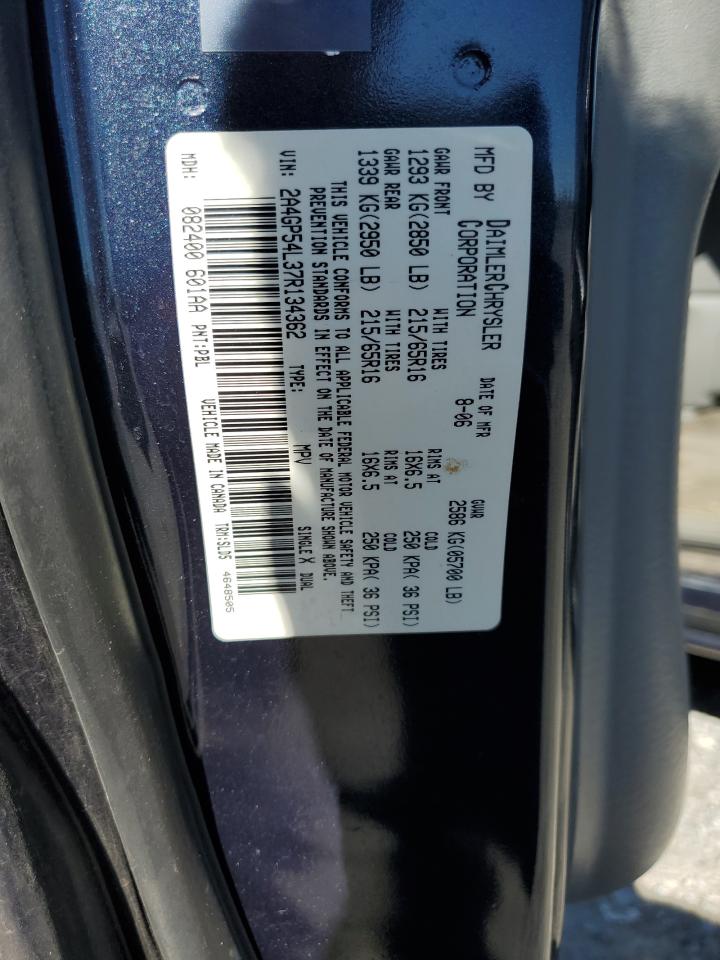 MFD BY DAIMLERCHRYSLER CORPORATION DATE OF MFR 8-06 GVWR 2586 KG(05700 LB)
GAWR FRONT WITH TIRES RIMS AT COLD
1293 KG(2850 LB) 215/65R16 16X6.5 250 KPA( 36 PSI)
GAWR REAR WITH TIRES RIMS AT COLD
1339 KG(2950 LB) 215/65R16 16X6.5 250 KPA( 36 PSI)
THIS VEHICLE CONFORMS TO ALL APPLICABLE FEDERAL MOTOR VEHICLE SAFETY AND THEFT
PREVENTION STANDARDS IN EFFECT ON THE DATE OF MANUFACTURE SHOWN ABOVE.
VIN: 2A4GP54L37R134362 TYPE: MPV SINGLE X DUAL
MDH: 082400 601AA PNT:PBL VEHICLE MADE IN CANADA TRM:SLD5 4648505